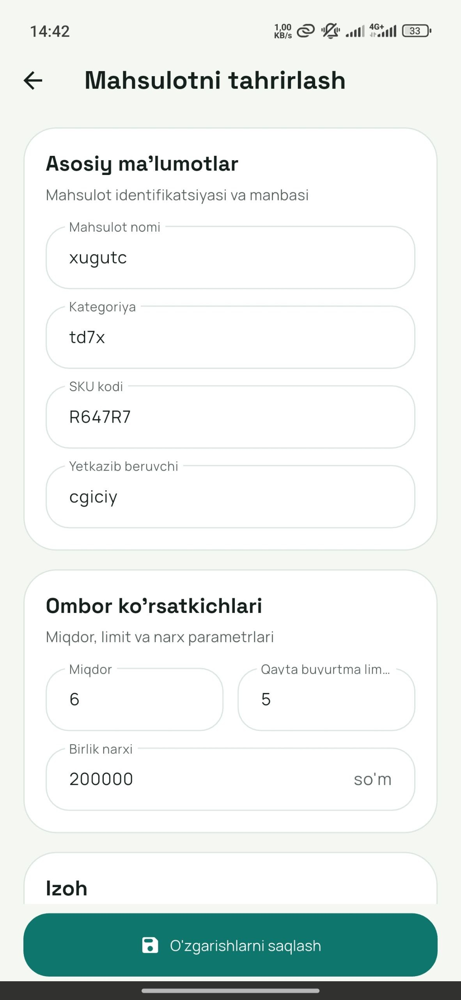 14:42
1,00
KB/s
4G+
33
Mahsulotni tahrirlash
Asosiy ma’lumotlar
Mahsulot identifikatsiyasi va manbasi
Mahsulot nomi
xugutc
Kategoriya
td7x
SKU kodi
R647R7
Yetkazib beruvchi
cgiciy
Ombor ko’rsatkichlari
Miqdor, limit va narx parametrlari
Miqdor
6
Qayta buyurtma lim…
5
Birlik narxi
200000 so'm
Izoh
O'zgarishlarni saqlash